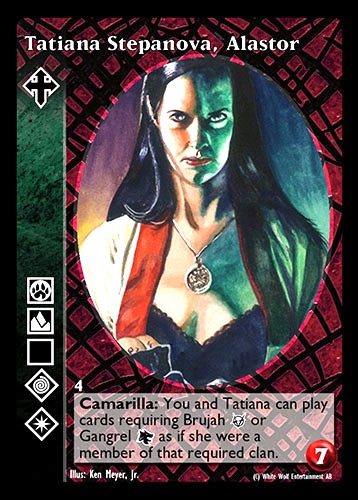 Tatiana Stepanova, Alastor
4
Camarilla: You and Tatiana can play
cards requiring Brujah or
Gangrel as if she were a
member of that required clan.
7
Illus: Ken Meyer, Jr.
(C) White Wolf Entertainment AB